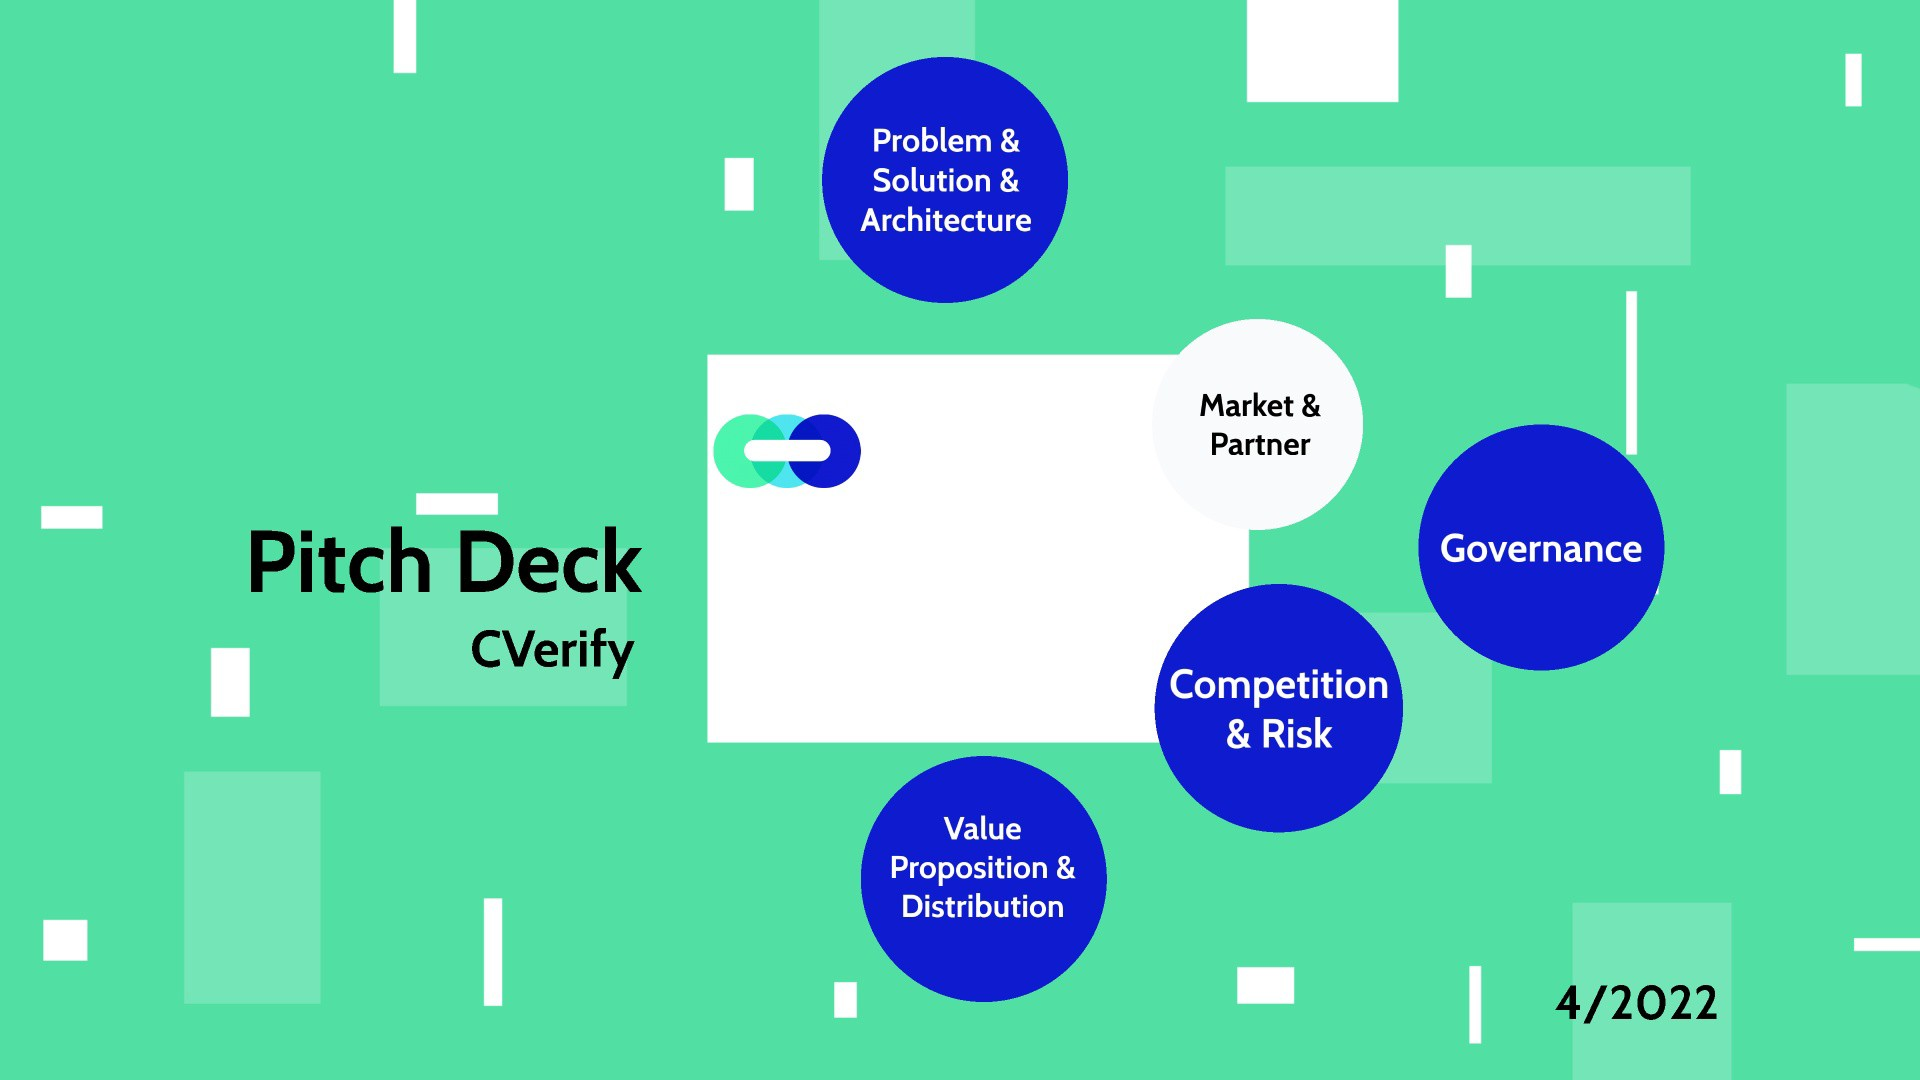 Problem &
Solution &
Architecture
Market &
Partner
Governance
Pitch Deck
CVerify
Competition
& Risk
Value
Proposition &
Distribution
4/2022